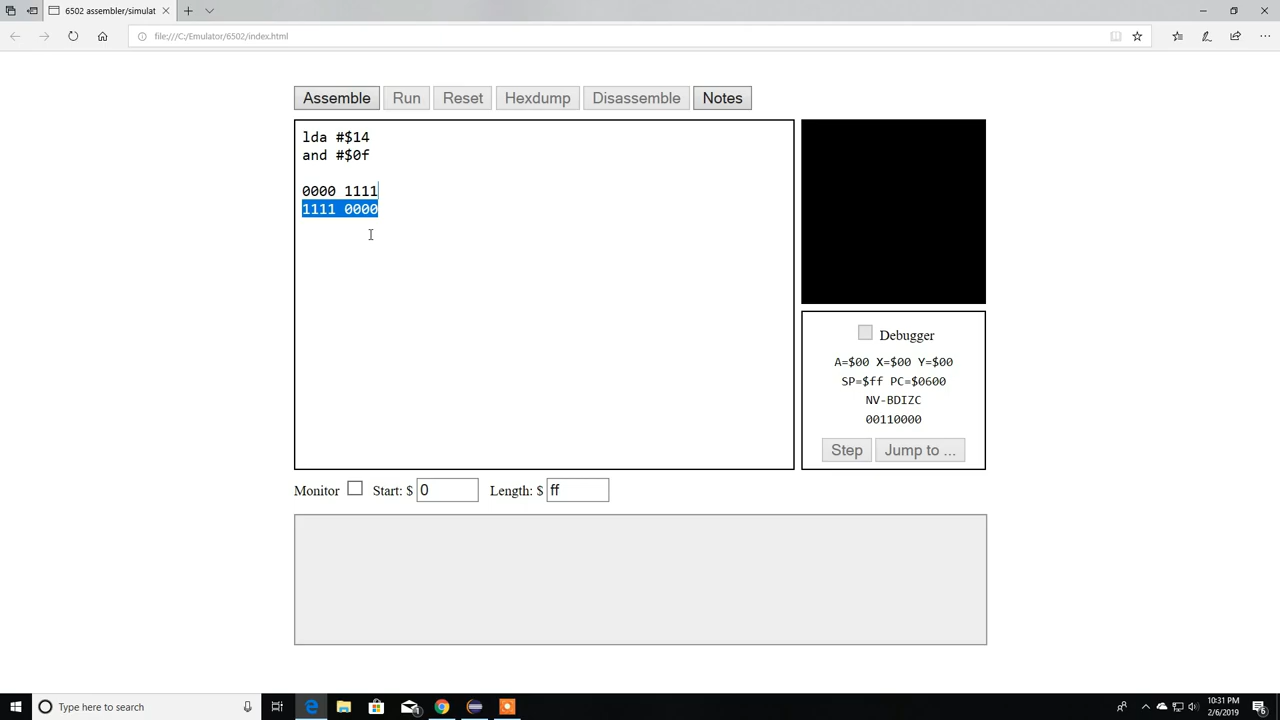 6502 assembler/simulat
file:///C:/Emulator/6502/index.html
Assemble Run Reset Hexdump Disassemble Notes
lda #$14
and #$0f
0000 1111
1111 0000
Debugger
A=$00 X=$00 Y=$00
SP=$ff PC=$0600
NV-BDIZC
00110000
Step Jump to ...
Monitor Start: $ 0 Length: $ ff
Type here to search
10:31 PM
2/6/2019